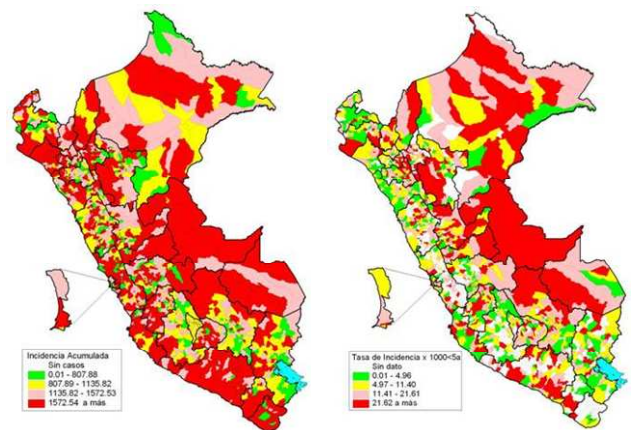 Incidencia Acumulada
Sin casos
0.01 - 807.88
807.89 - 1135.82
1135.82 - 1572.53
1572.54 a más
Tasa de Incidencia x 1000<5a
Sin dato
0.01 - 4.96
4.97 - 11.40
11.41 - 21.61
21.62 a más